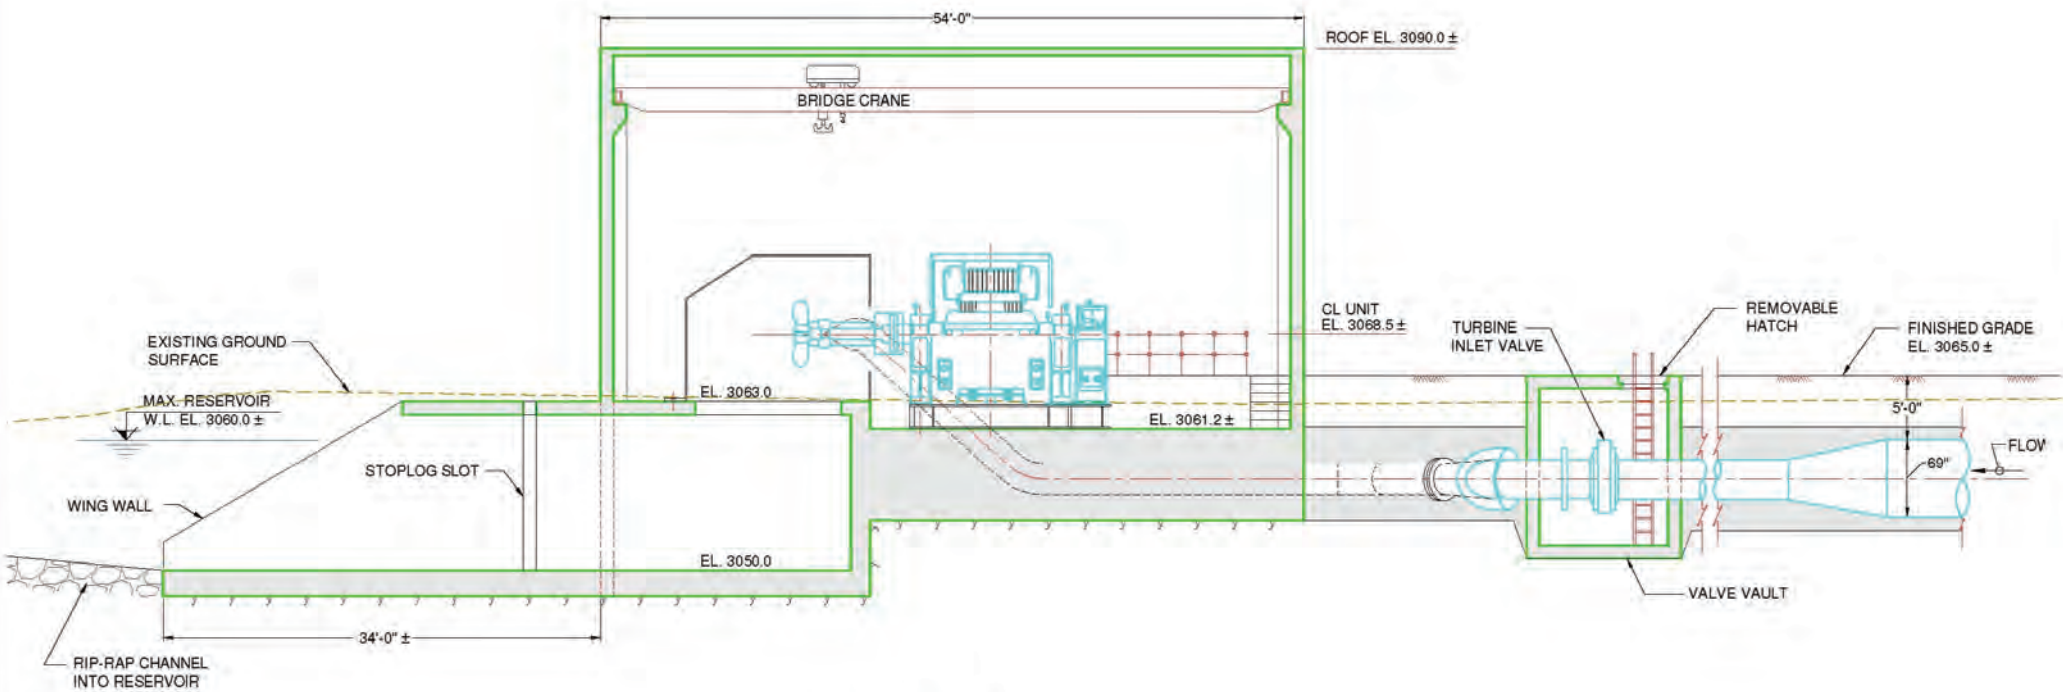 54'-0"
ROOF EL. 3090.0 ±
BRIDGE CRANE
CL UNIT
EL. 3068.5 ±
TURBINE
INLET VALVE
REMOVABLE
HATCH
FINISHED GRADE
EL. 3065.0 ±
EXISTING GROUND
SURFACE
MAX. RESERVOIR
W.L. EL. 3060.0 ±
EL. 3063.0
EL. 3061.2 ±
5'-0"
FLOW
69"
STOPLOG SLOT
WING WALL
EL. 3050.0
VALVE VAULT
34'-0" ±
RIP-RAP CHANNEL
INTO RESERVOIR